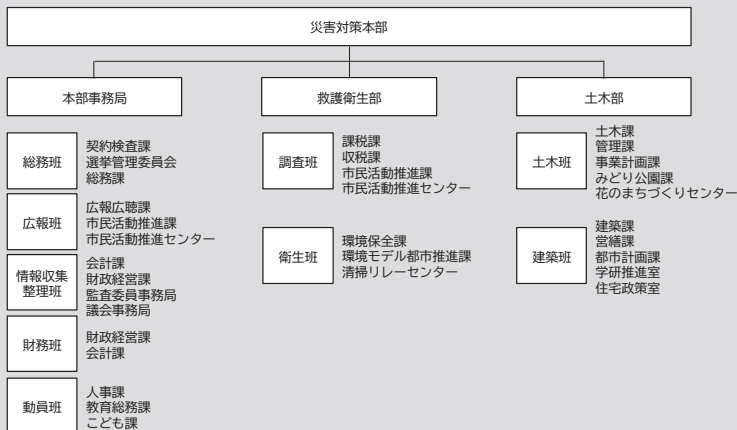 災害対策本部
本部事務局
総務班
契約検査課
選挙管理委員会
総務課
広報班
広報広聴課
市民活動推進課
市民活動推進センター
情報収集
整理班
会計課
財政経営課
監査委員事務局
議会事務局
財務班
財政経営課
会計課
動員班
人事課
教育総務課
こども課
救護衛生部
調査班
課税課
収税課
市民活動推進課
市民活動推進センター
衛生班
環境保全課
環境モデル都市推進課
清掃リレーセンター
土木部
土木班
土木課
管理課
事業計画課
みどり公園課
花のまちづくりセンター
建築班
建築課
営繕課
都市計画課
学研推進室
住宅政策室